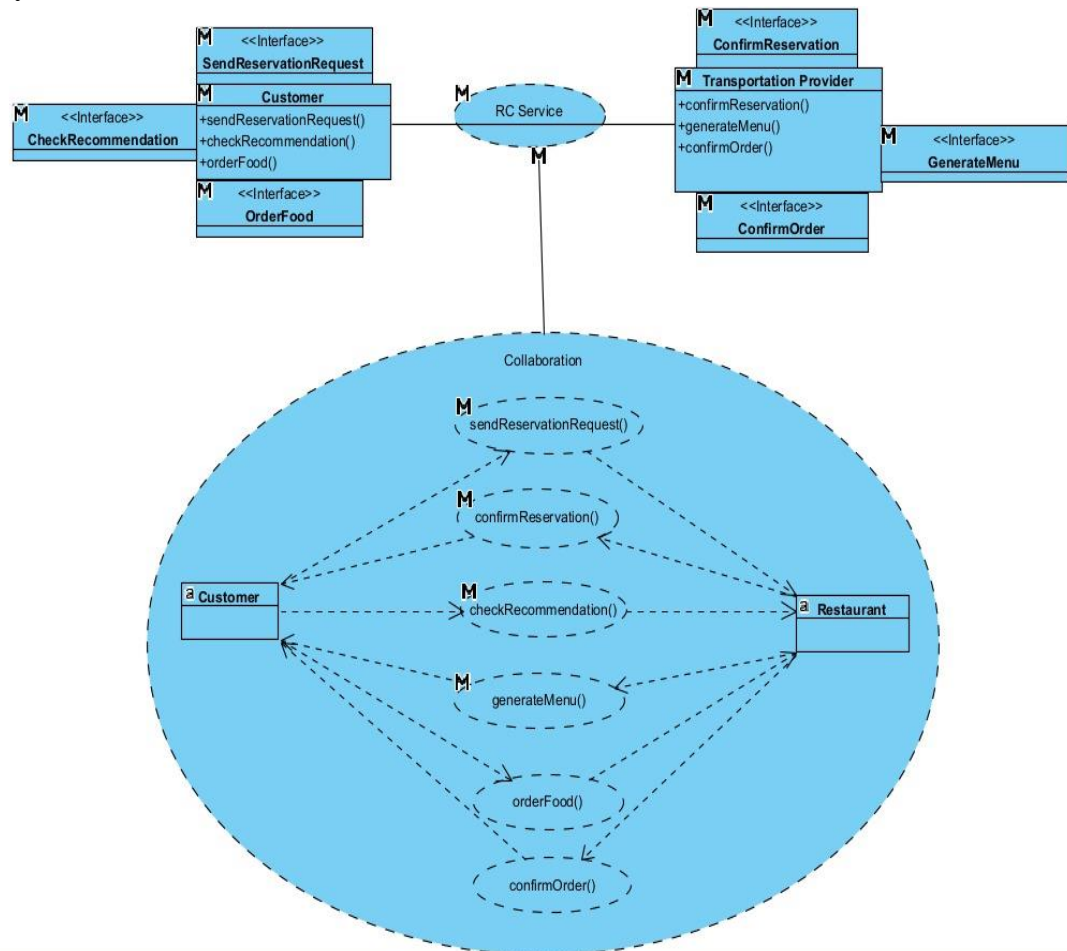 M <<Interface>>
SendReservationRequest
M Customer
+sendReservationRequest()
+checkRecommendation()
+orderFood()
M <<Interface>>
CheckRecommendation
M <<Interface>>
OrderFood
M RC Service
M
M <<Interface>>
ConfirmReservation
M Transportation Provider
+confirmReservation()
+generateMenu()
+confirmOrder()
M <<Interface>>
GenerateMenu
M <<Interface>>
ConfirmOrder
Collaboration
M sendReservationRequest()
M confirmReservation()
a Customer
M checkRecommendation()
a Restaurant
M generateMenu()
orderFood()
confirmOrder()